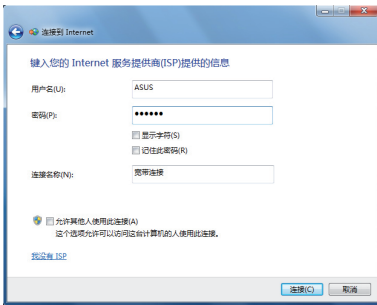 连接到 Internet
键入您的 Internet 服务提供商(ISP)提供的信息
用户名(U): ASUS
密码(P): ●●●●●●
显示字符(S)
记住此密码(R)
连接名称(N): 宽带连接
允许其他人使用此连接(A)
这个选项允许可以访问这台计算机的人使用此连接。
我没有 ISP
连接(C) 取消